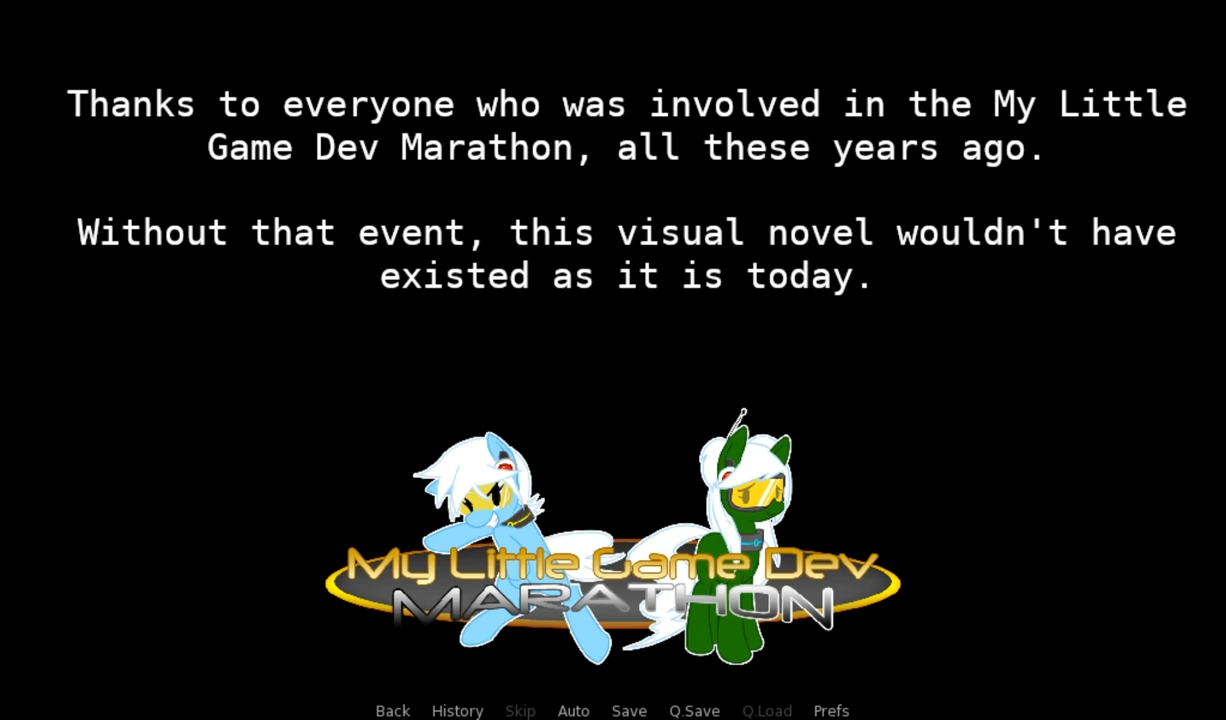 Thanks to everyone who was involved in the My Little
Game Dev Marathon, all these years ago.
Without that event, this visual novel wouldn't have
existed as it is today.
My Little Game Dev
MARATHON
Back History Skip Auto Save Q.Save Q.Load Prefs